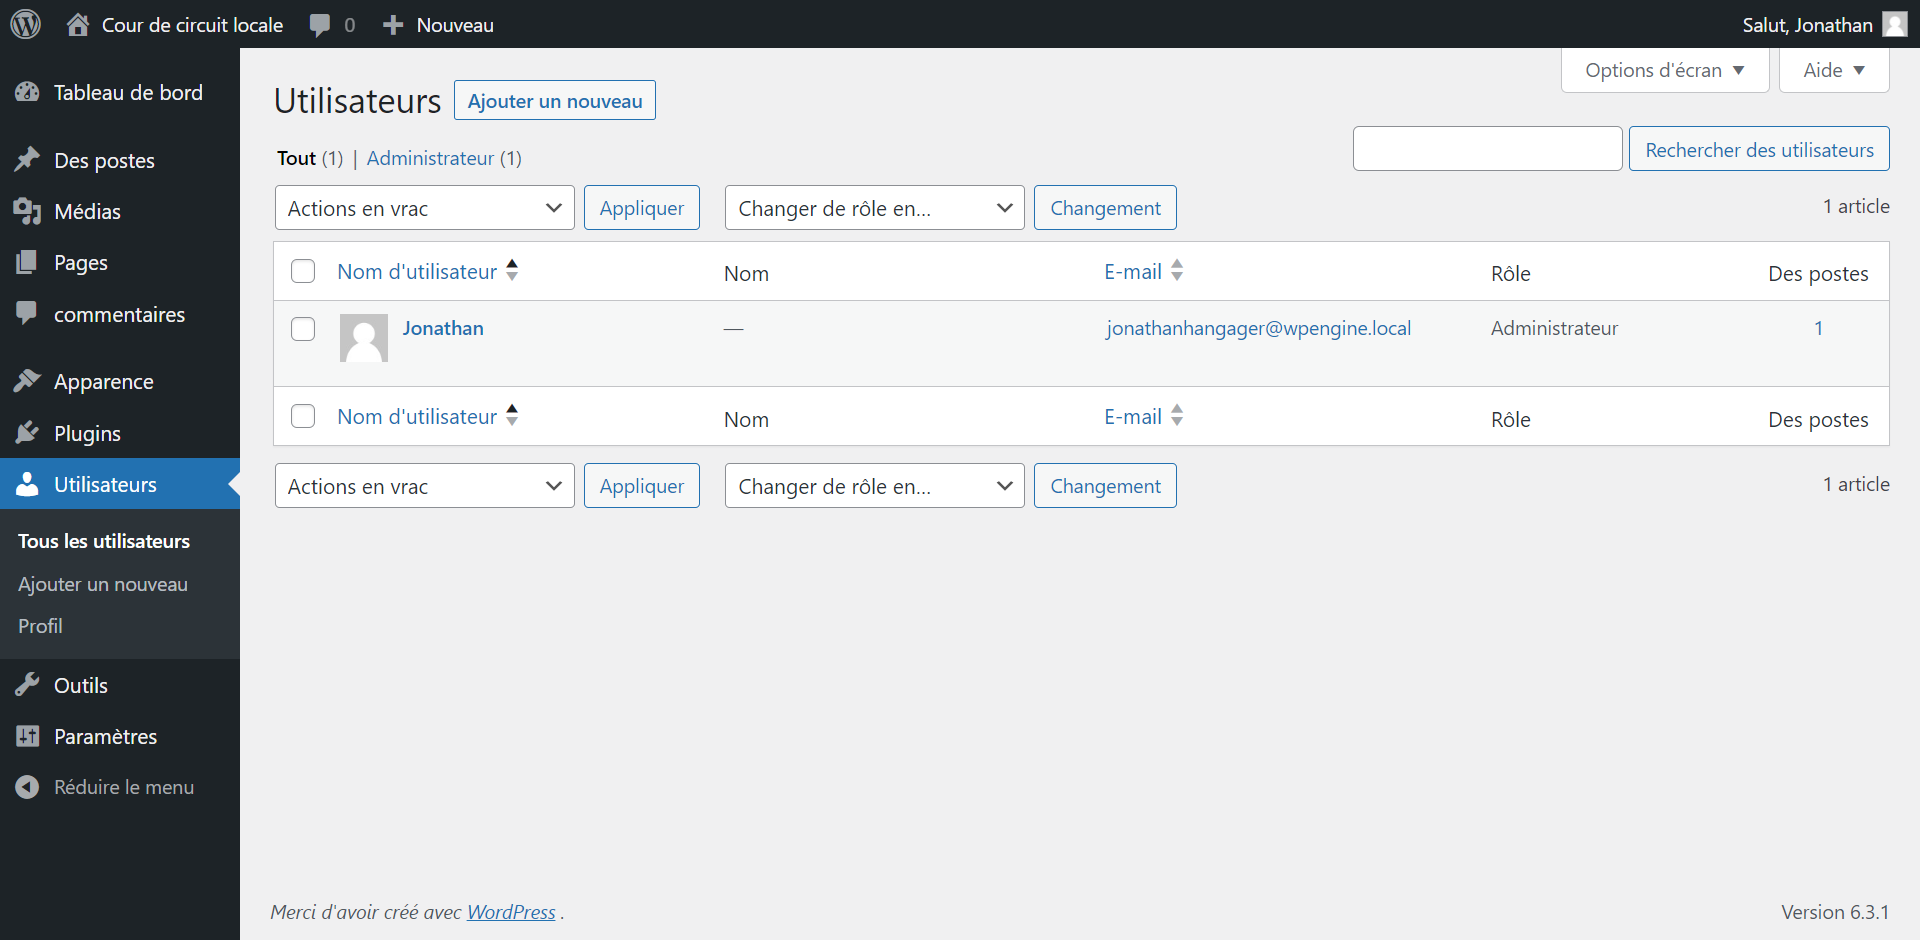 Cour de circuit locale 0 Nouveau Salut, Jonathan
Tableau de bord
Des postes
Médias
Pages
commentaires
Apparence
Plugins
Utilisateurs
Tous les utilisateurs
Ajouter un nouveau
Profil
Outils
Paramètres
Réduire le menu
Options d'écran Aide
Utilisateurs Ajouter un nouveau
Tout (1) | Administrateur (1)
Rechercher des utilisateurs
Actions en vrac Appliquer Changer de rôle en... Changement 1 article
Nom d'utilisateur Nom E-mail Rôle Des postes
Jonathan — jonathanhangager@wpengine.local Administrateur 1
Nom d'utilisateur Nom E-mail Rôle Des postes
Actions en vrac Appliquer Changer de rôle en... Changement 1 article
Merci d'avoir créé avec WordPress . Version 6.3.1